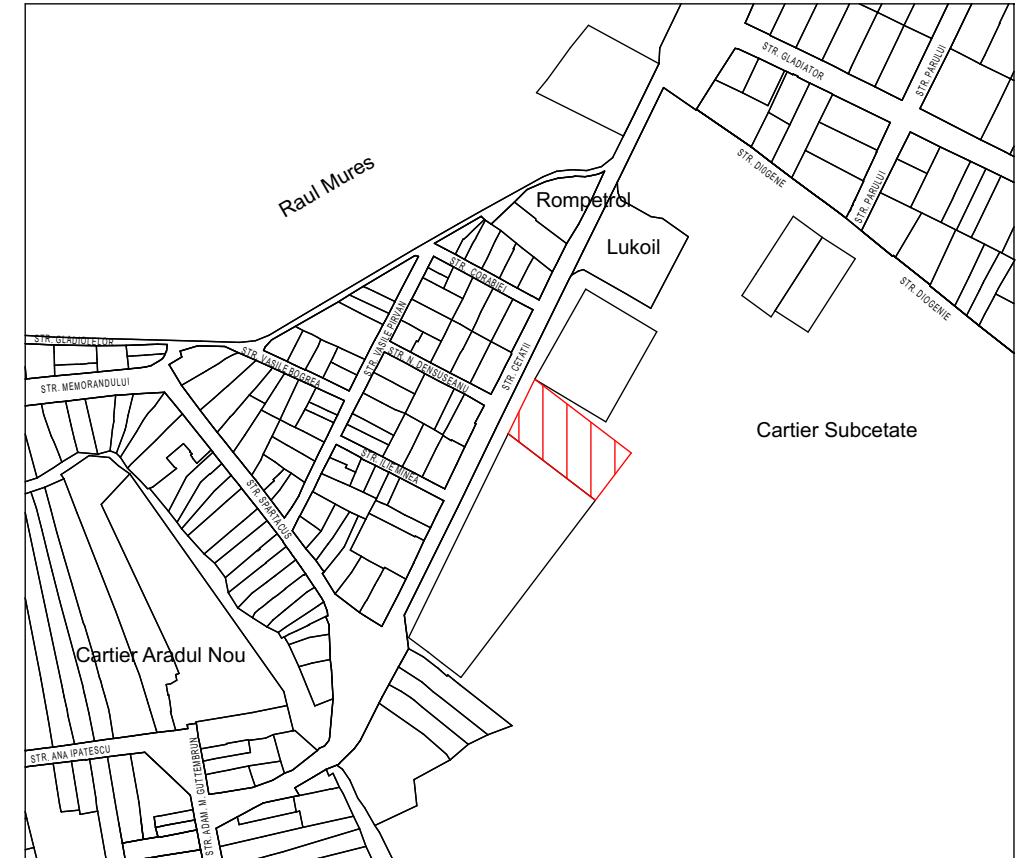 STR. GLADIATOR
STR. PARULUI
STR. DIOGENE
Raul Mures
Rompetrol
STR. PARULUI
Lukoil
STR. CORABIEI
STR. DIOGENIE
STR. VASILE PIRVAN
STR. GLADIOLELOR
STR. VASILE BOGREA
STR. N. DENSUSEANU
STR. CETATII
STR. MEMORANDULUI
Cartier Subcetate
STR. ILIE MINEA
STR. SPARTACUS
Cartier Aradul Nou
STR. ANA IPATESCU
STR. ADAM. M. GUTTEMBRUN